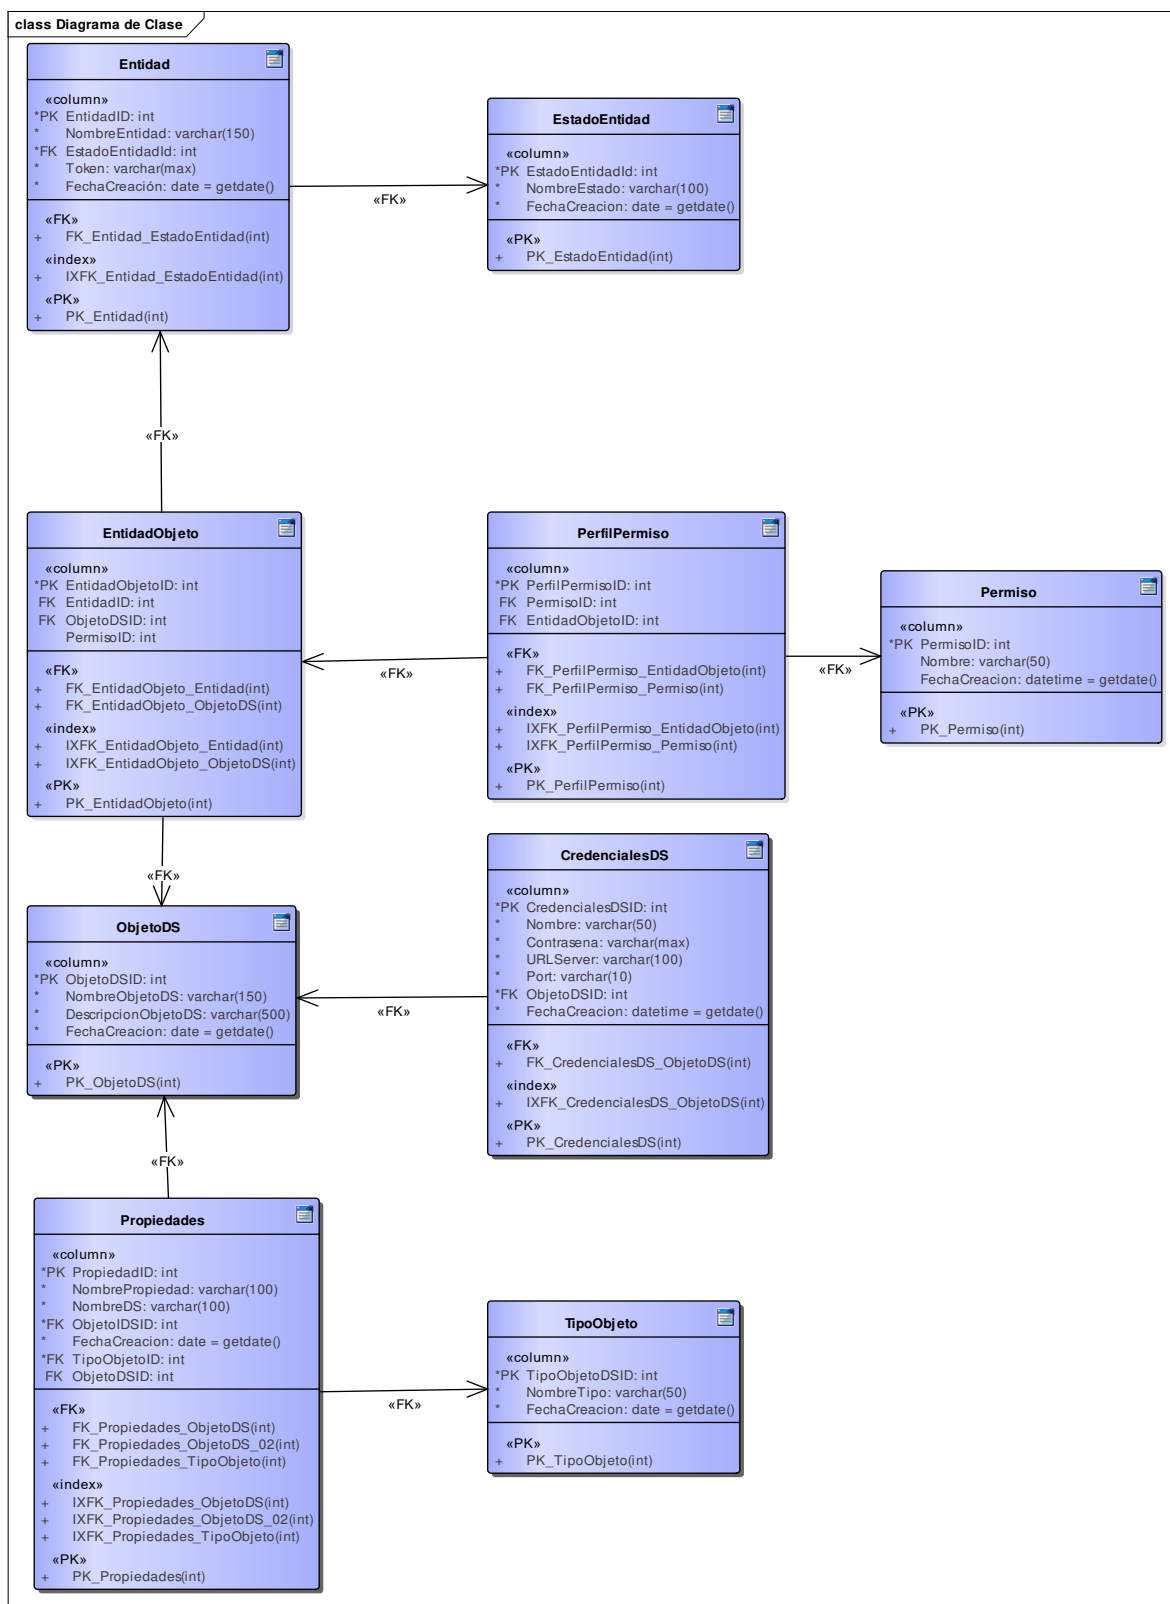 class Diagrama de Clase
Entidad
«column»
*PK EntidadID: int
* NombreEntidad: varchar(150)
*FK EstadoEntidadId: int
* Token: varchar(max)
* FechaCreación: date = getdate()
«FK»
+ FK_Entidad_EstadoEntidad(int)
«index»
+ IXFK_Entidad_EstadoEntidad(int)
«PK»
+ PK_Entidad(int)
«FK»
EstadoEntidad
«column»
*PK EstadoEntidadId: int
* NombreEstado: varchar(100)
* FechaCreacion: date = getdate()
«PK»
+ PK_EstadoEntidad(int)
«FK»
EntidadObjeto
«column»
*PK EntidadObjetoID: int
FK EntidadID: int
FK ObjetoDSID: int
PermisoID: int
«FK»
+ FK_EntidadObjeto_Entidad(int)
+ FK_EntidadObjeto_ObjetoDS(int)
«index»
+ IXFK_EntidadObjeto_Entidad(int)
+ IXFK_EntidadObjeto_ObjetoDS(int)
«PK»
+ PK_EntidadObjeto(int)
«FK»
PerfilPermiso
«column»
*PK PerfilPermisoID: int
FK PermisoID: int
FK EntidadObjetoID: int
«FK»
+ FK_PerfilPermiso_EntidadObjeto(int)
+ FK_PerfilPermiso_Permiso(int)
«index»
+ IXFK_PerfilPermiso_EntidadObjeto(int)
+ IXFK_PerfilPermiso_Permiso(int)
«PK»
+ PK_PerfilPermiso(int)
«FK»
Permiso
«column»
*PK PermisoID: int
Nombre: varchar(50)
FechaCreacion: datetime = getdate()
«PK»
+ PK_Permiso(int)
«FK»
ObjetoDS
«column»
*PK ObjetoDSID: int
* NombreObjetoDS: varchar(150)
* DescripcionObjetoDS: varchar(500)
* FechaCreacion: date = getdate()
«PK»
+ PK_ObjetoDS(int)
«FK»
CredencialesDS
«column»
*PK CredencialesDSID: int
* Nombre: varchar(50)
* Contrasena: varchar(max)
* URLServer: varchar(100)
* Port: varchar(10)
*FK ObjetoDSID: int
* FechaCreacion: datetime = getdate()
«FK»
+ FK_CredencialesDS_ObjetoDS(int)
«index»
+ IXFK_CredencialesDS_ObjetoDS(int)
«PK»
+ PK_CredencialesDS(int)
«FK»
Propiedades
«column»
*PK PropiedadID: int
* NombrePropiedad: varchar(100)
* NombreDS: varchar(100)
*FK ObjetoIDSID: int
* FechaCreacion: date = getdate()
*FK TipoObjetoID: int
FK ObjetoDSID: int
«FK»
+ FK_Propiedades_ObjetoDS(int)
+ FK_Propiedades_ObjetoDS_02(int)
+ FK_Propiedades_TipoObjeto(int)
«index»
+ IXFK_Propiedades_ObjetoDS(int)
+ IXFK_Propiedades_ObjetoDS_02(int)
+ IXFK_Propiedades_TipoObjeto(int)
«PK»
+ PK_Propiedades(int)
«FK»
TipoObjeto
«column»
*PK TipoObjetoDSID: int
* NombreTipo: varchar(50)
* FechaCreacion: date = getdate()
«PK»
+ PK_TipoObjeto(int)